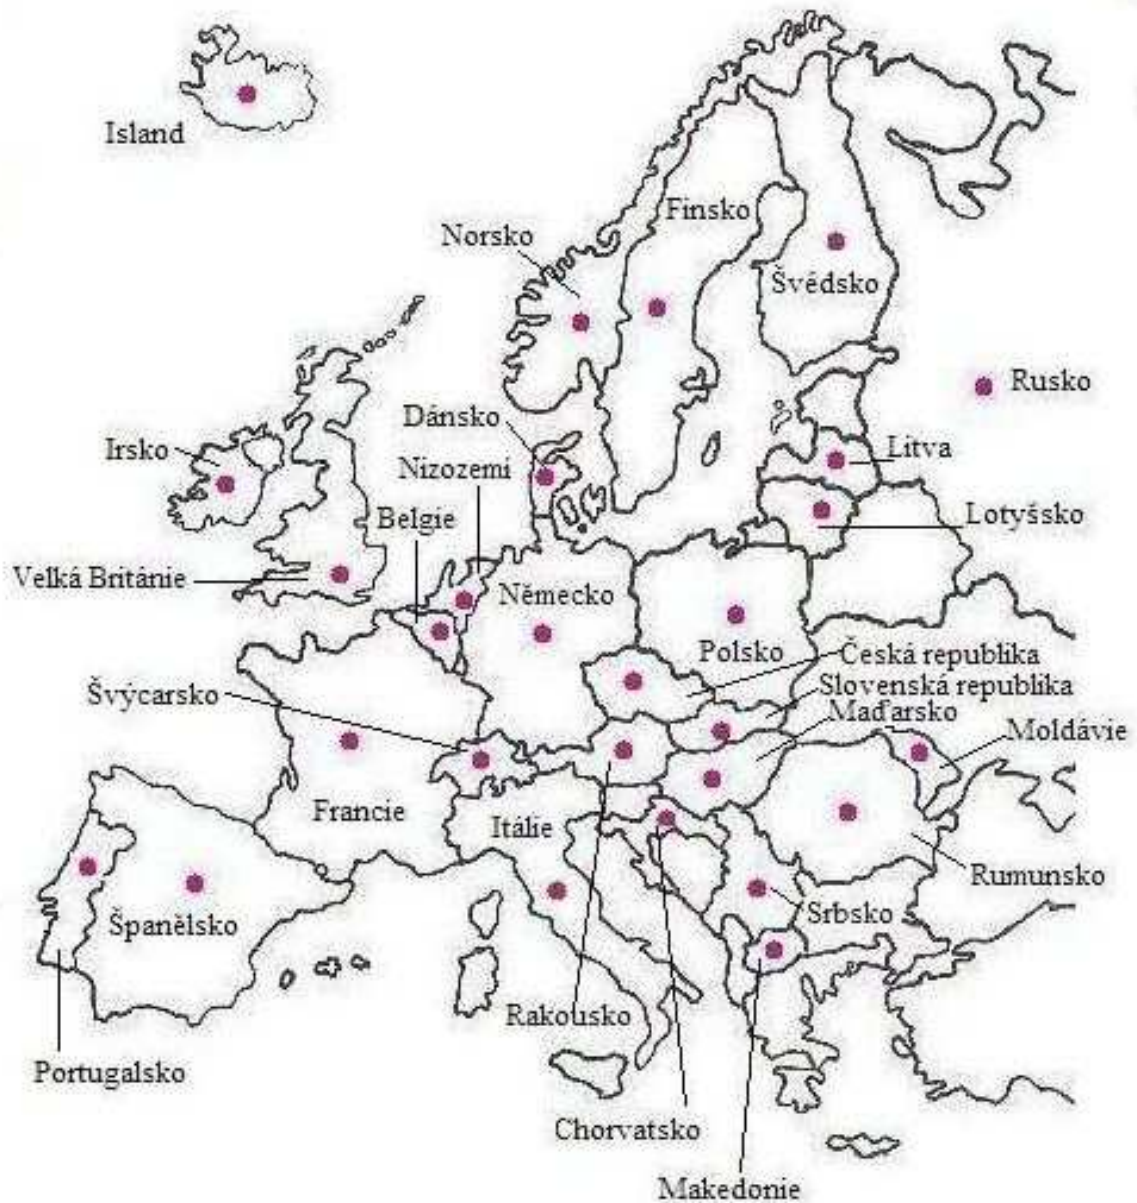 Island
Finsko
Norsko
Švédsko
Rusko
Dánsko
Irsko
Litva
Nizozemí
Belgie
Lotyšsko
Velká Británie
Německo
Polsko
Česká republika
Slovenská republika
Švýcarsko
Maďarsko
Moldávie
Francie
Itálie
Rumunsko
Španělsko
Srbsko
Rakousko
Portugalsko
Chorvatsko
Makedonie